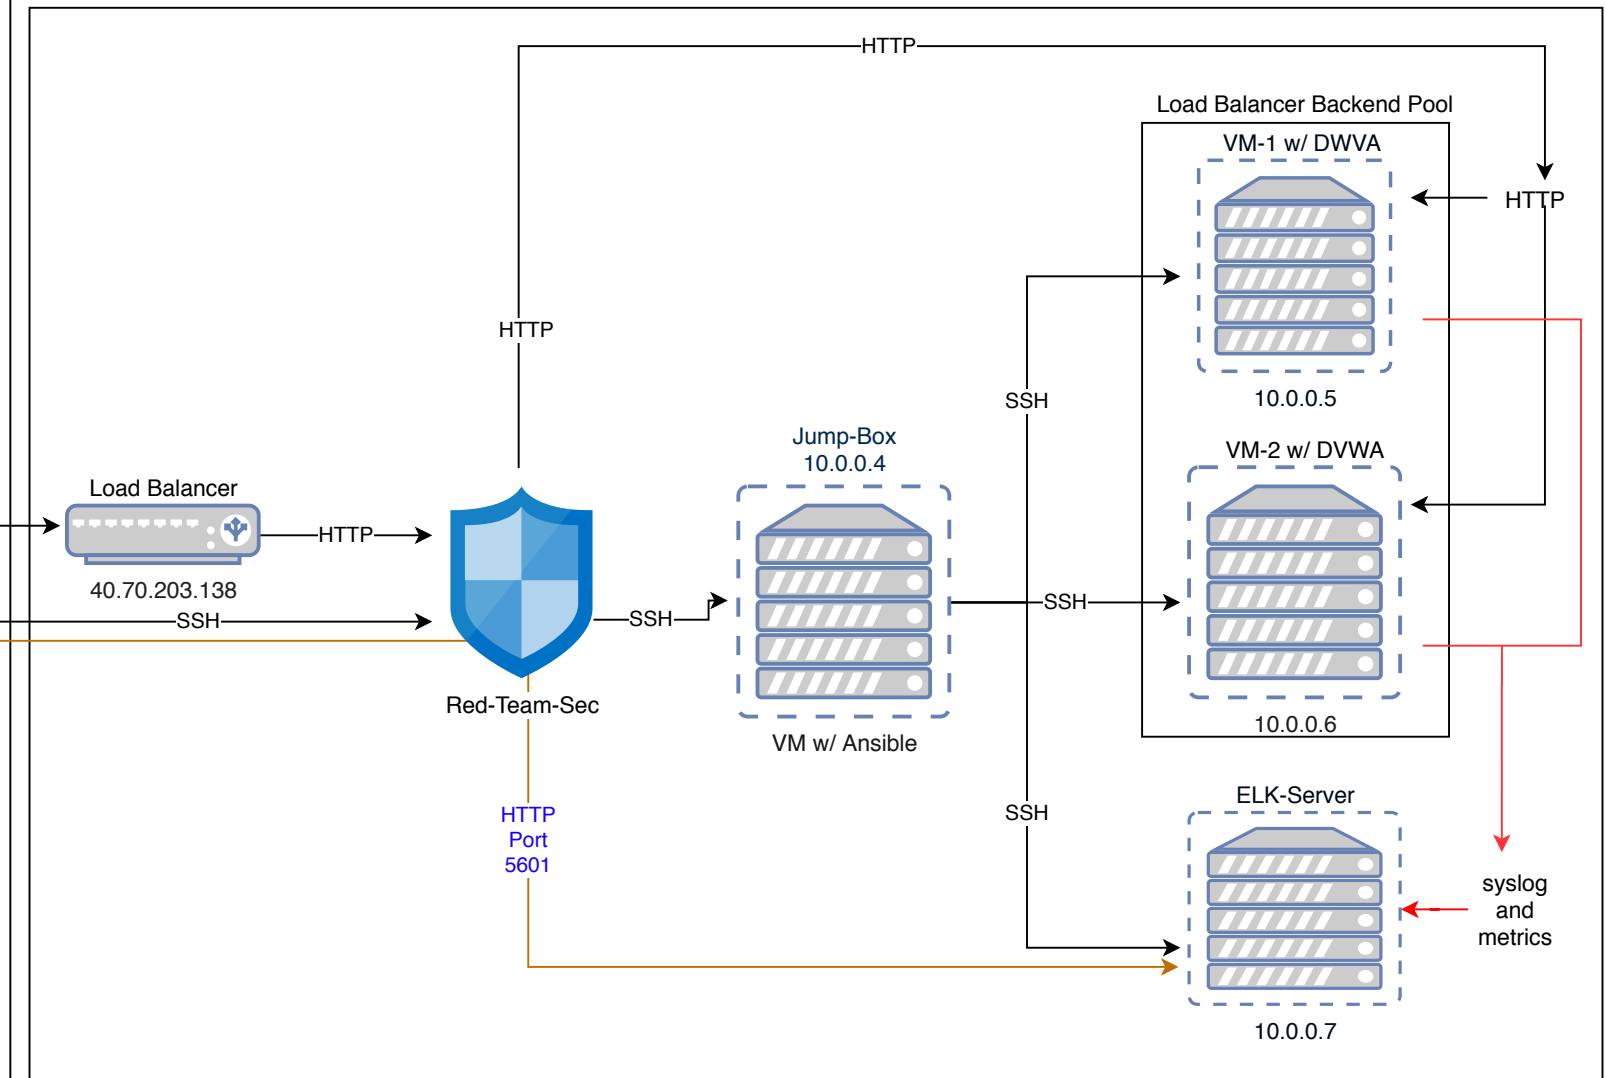 HTTP
Load Balancer Backend Pool
VM-1 w/ DWVA
HTTP
10.0.0.5
HTTP
SSH
Jump-Box
10.0.0.4
VM-2 w/ DVWA
Load Balancer
HTTP
40.70.203.138
SSH
SSH
SSH
Red-Team-Sec
10.0.0.6
VM w/ Ansible
HTTP
Port
5601
SSH
ELK-Server
syslog
and
metrics
10.0.0.7